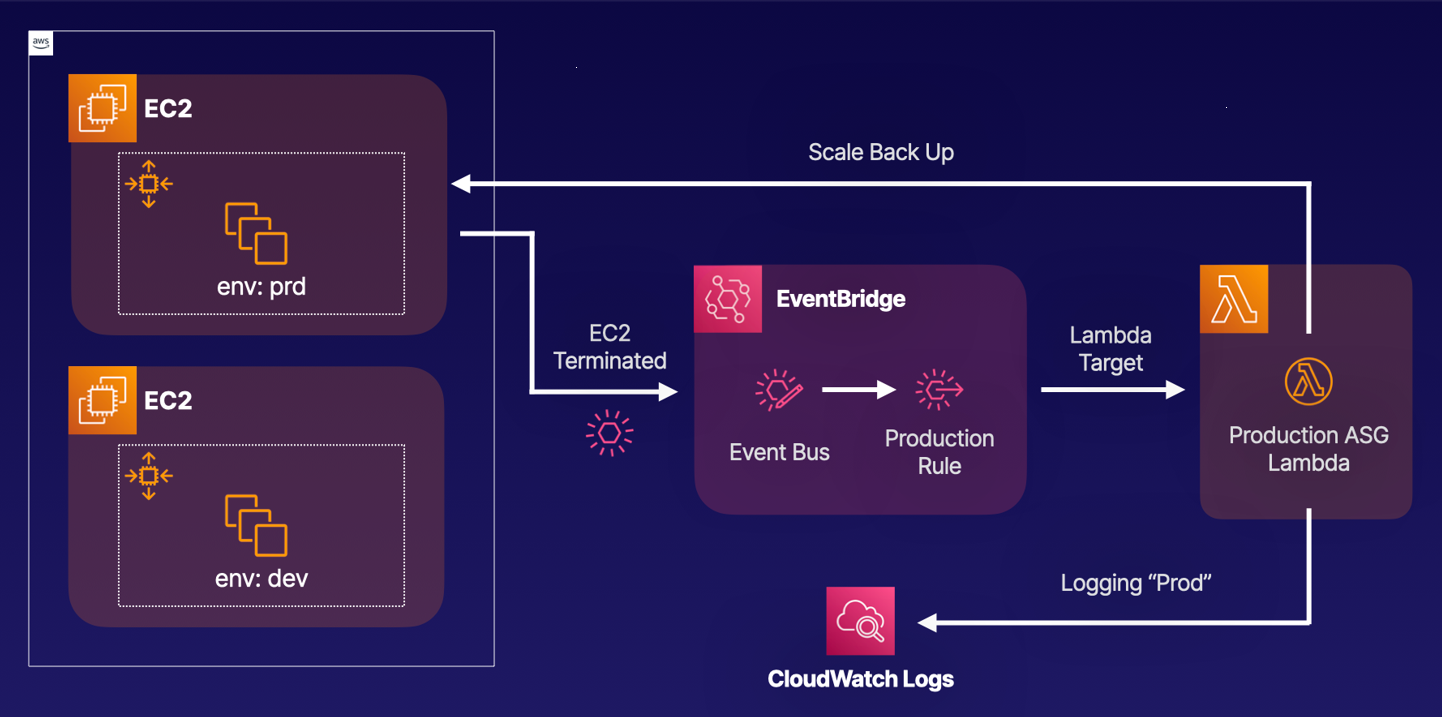 aws
EC2
env: prd
EC2
env: dev
Scale Back Up
EC2
Terminated
EventBridge
Event Bus
Production
Rule
Lambda
Target
Production ASG
Lambda
Logging “Prod”
CloudWatch Logs